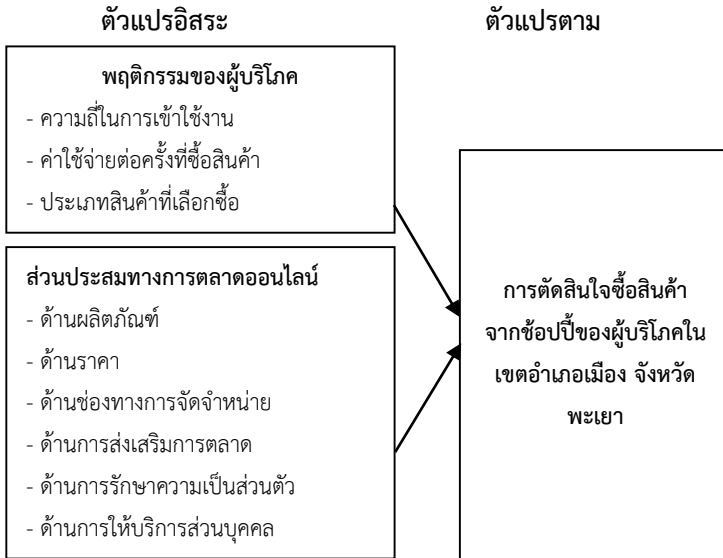 ตัวแปรอิสระ
ตัวแปรตาม
พฤติกรรมของผู้บริโภค
- ความถี่ในการเข้าใช้งาน
- ค่าใช้จ่ายต่อครั้งที่ซื้อสินค้า
- ประเภทสินค้าที่เลือกซื้อ
ส่วนประสมทางการตลาดออนไลน์
- ด้านผลิตภัณฑ์
- ด้านราคา
- ด้านช่องทางการจัดจำหน่าย
- ด้านการส่งเสริมการตลาด
- ด้านการรักษาความเป็นส่วนตัว
- ด้านการให้บริการส่วนบุคคล
การตัดสินใจซื้อสินค้า
จากช้อปปี้ของผู้บริโภคใน
เขตอำเภอเมือง จังหวัด
พะเยา